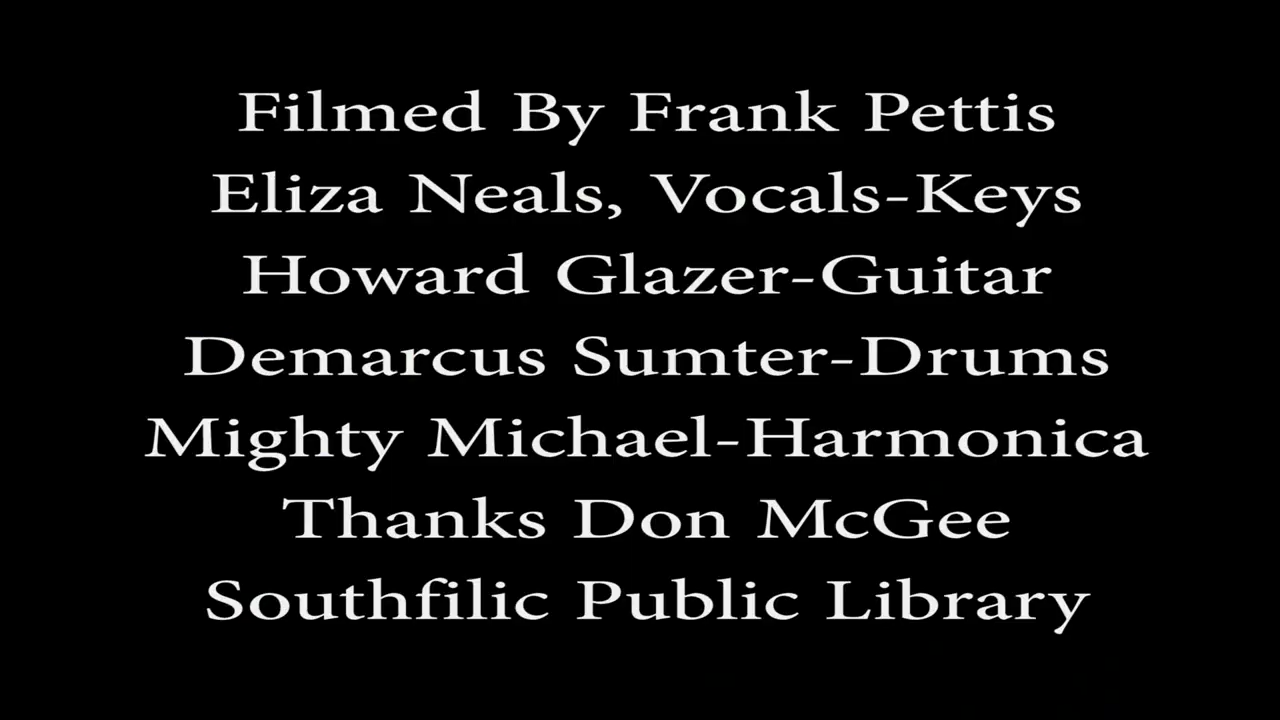 Filmed By Frank Pettis
Eliza Neals, Vocals-Keys
Howard Glazer-Guitar
Demarcus Sumter-Drums
Mighty Michael-Harmonica
Thanks Don McGee
Southfilic Public Library